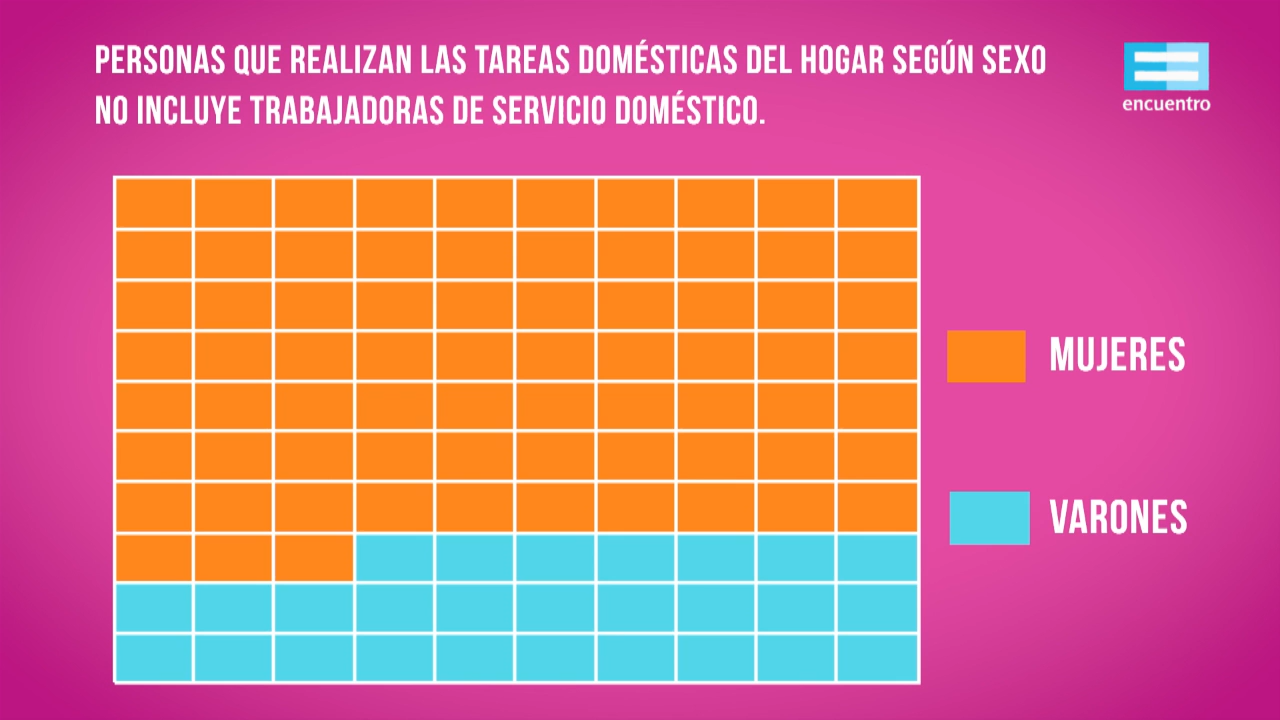 PERSONAS QUE REALIZAN LAS TAREAS DOMÉSTICAS DEL HOGAR SEGÚN SEXO
NO INCLUYE TRABAJADORAS DE SERVICIO DOMÉSTICO.
encuentro
MUJERES
VARONES